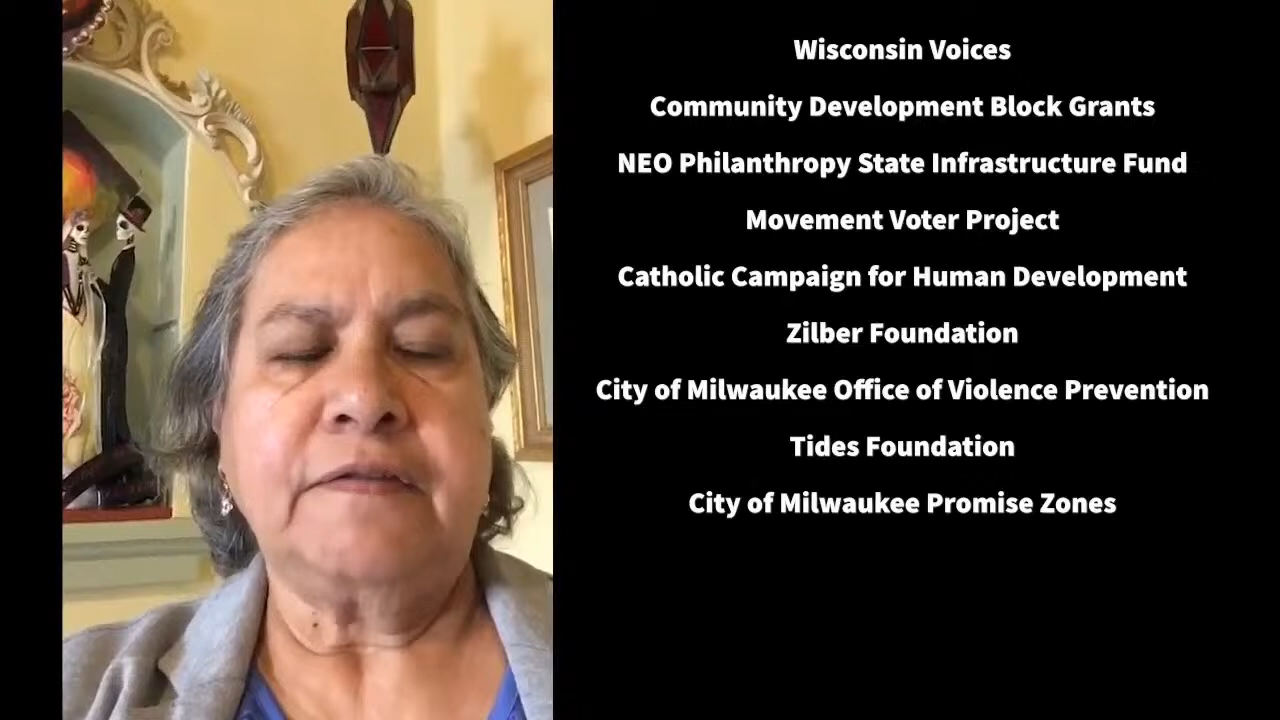 Wisconsin Voices
Community Development Block Grants
NEO Philanthropy State Infrastructure Fund
Movement Voter Project
Catholic Campaign for Human Development
Zilber Foundation
City of Milwaukee Office of Violence Prevention
Tides Foundation
City of Milwaukee Promise Zones